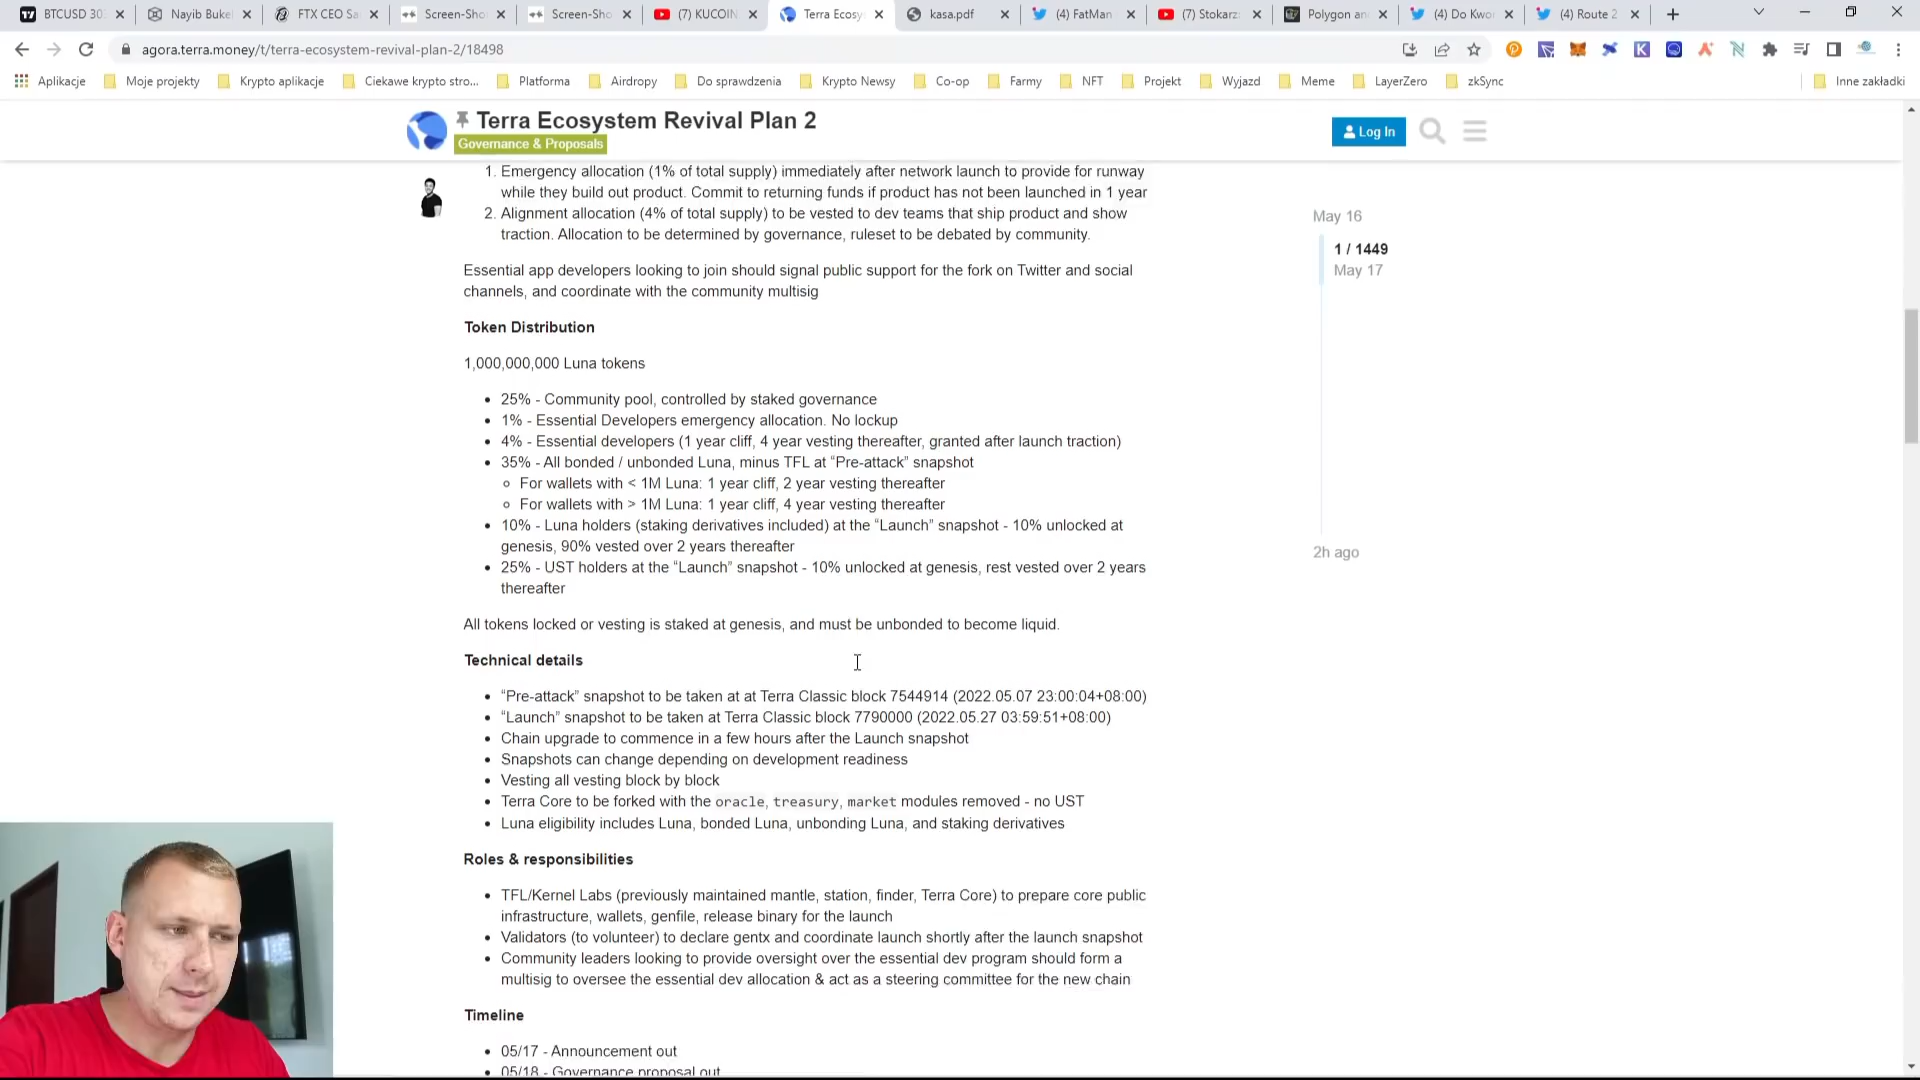 BTCUSD 30
Nayib Buke
FTX CEO Sa
Screen-Sho
Screen-Sho
(7) KUCOIN
Terra Ecosy
kasa.pdf
(4) FatMan
(7) Stokarz
Polygon an
(4) Do Kwo
(4) Route 2
agora.terra.money/t/terra-ecosystem-revival-plan-2/18498
Aplikacje Moje projekty Krypto aplikacje Ciekawe krypto stro... Platforma Airdropy Do sprawdzenia Krypto Newsy Co-op Farmy NFT Projekt Wyjazd Meme LayerZero zkSync Inne zakładki
Terra Ecosystem Revival Plan 2
Governance & Proposals
Log In
1. Emergency allocation (1% of total supply) immediately after network launch to provide for runway
while they build out product. Commit to returning funds if product has not been launched in 1 year
2. Alignment allocation (4% of total supply) to be vested to dev teams that ship product and show
traction. Allocation to be determined by governance, ruleset to be debated by community.
Essential app developers looking to join should signal public support for the fork on Twitter and social
channels, and coordinate with the community multisig
Token Distribution
1,000,000,000 Luna tokens
• 25% - Community pool, controlled by staked governance
• 1% - Essential Developers emergency allocation. No lockup
• 4% - Essential developers (1 year cliff, 4 year vesting thereafter, granted after launch traction)
• 35% - All bonded / unbonded Luna, minus TFL at “Pre-attack” snapshot
◦ For wallets with < 1M Luna: 1 year cliff, 2 year vesting thereafter
◦ For wallets with > 1M Luna: 1 year cliff, 4 year vesting thereafter
• 10% - Luna holders (staking derivatives included) at the “Launch” snapshot - 10% unlocked at
genesis, 90% vested over 2 years thereafter
• 25% - UST holders at the “Launch” snapshot - 10% unlocked at genesis, rest vested over 2 years
thereafter
All tokens locked or vesting is staked at genesis, and must be unbonded to become liquid.
Technical details
• “Pre-attack” snapshot to be taken at at Terra Classic block 7544914 (2022.05.07 23:00:04+08:00)
• “Launch” snapshot to be taken at Terra Classic block 7790000 (2022.05.27 03:59:51+08:00)
• Chain upgrade to commence in a few hours after the Launch snapshot
• Snapshots can change depending on development readiness
• Vesting all vesting block by block
• Terra Core to be forked with the oracle, treasury, market modules removed - no UST
• Luna eligibility includes Luna, bonded Luna, unbonding Luna, and staking derivatives
Roles & responsibilities
• TFL/Kernel Labs (previously maintained mantle, station, finder, Terra Core) to prepare core public
infrastructure, wallets, genfile, release binary for the launch
• Validators (to volunteer) to declare gentx and coordinate launch shortly after the launch snapshot
• Community leaders looking to provide oversight over the essential dev program should form a
multisig to oversee the essential dev allocation & act as a steering committee for the new chain
Timeline
• 05/17 - Announcement out
• 05/18 - Governance proposal out
May 16
1 / 1449
May 17
2h ago